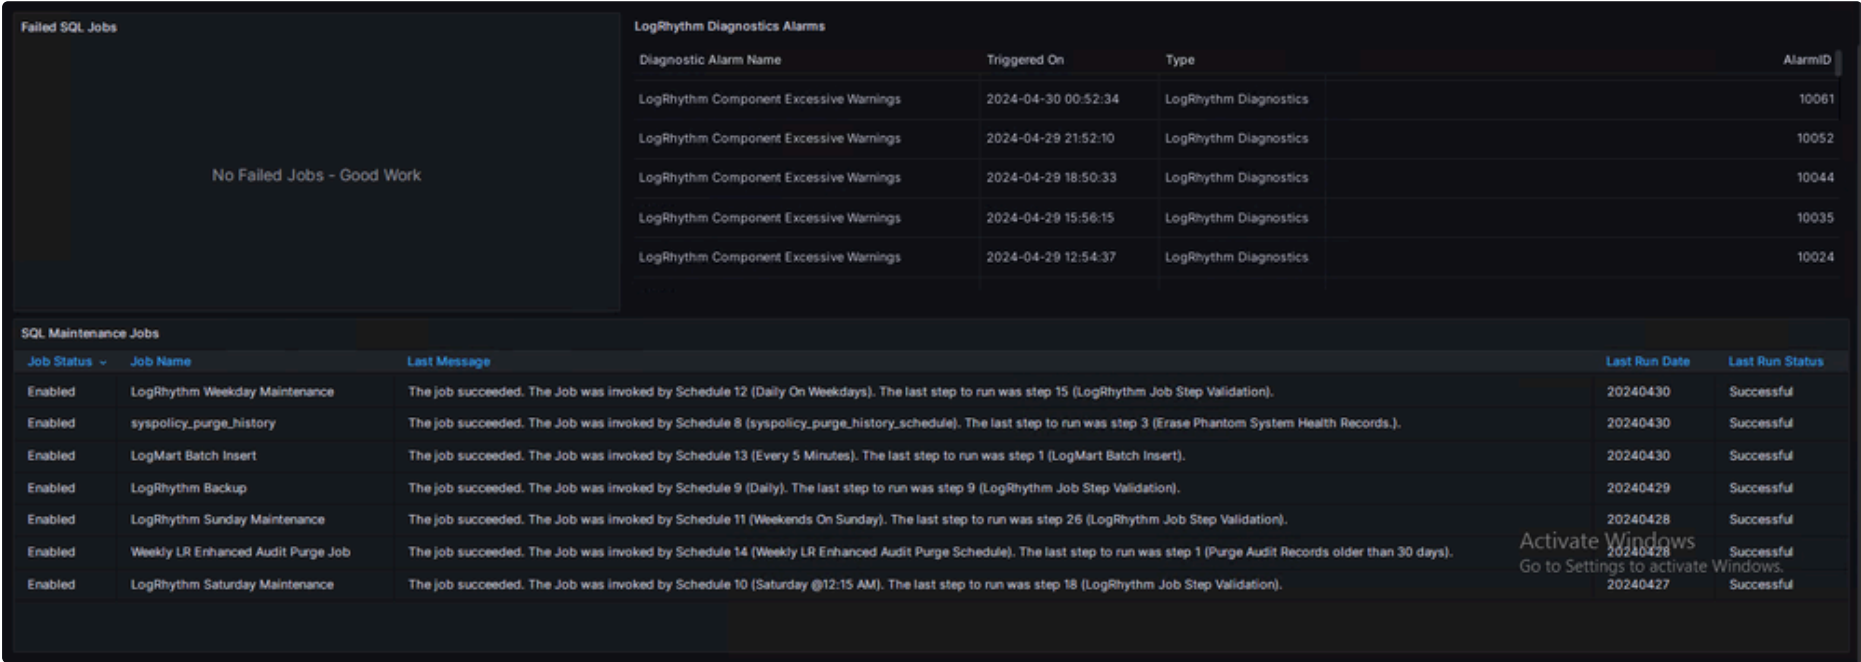 Failed SQL Jobs
No Failed Jobs - Good Work
LogRhythm Diagnostics Alarms
Diagnostic Alarm Name Triggered On Type AlarmID
LogRhythm Component Excessive Warnings 2024-04-30 00:52:34 LogRhythm Diagnostics 10061
LogRhythm Component Excessive Warnings 2024-04-29 21:52:10 LogRhythm Diagnostics 10052
LogRhythm Component Excessive Warnings 2024-04-29 18:50:33 LogRhythm Diagnostics 10044
LogRhythm Component Excessive Warnings 2024-04-29 15:56:15 LogRhythm Diagnostics 10035
LogRhythm Component Excessive Warnings 2024-04-29 12:54:37 LogRhythm Diagnostics 10024
SQL Maintenance Jobs
Job Status Job Name Last Message Last Run Date Last Run Status
Enabled LogRhythm Weekday Maintenance The job succeeded. The Job was invoked by Schedule 12 (Daily On Weekdays). The last step to run was step 15 (LogRhythm Job Step Validation). 20240430 Successful
Enabled syspolicy_purge_history The job succeeded. The Job was invoked by Schedule 8 (syspolicy_purge_history_schedule). The last step to run was step 3 (Erase Phantom System Health Records.). 20240430 Successful
Enabled LogMart Batch Insert The job succeeded. The Job was invoked by Schedule 13 (Every 5 Minutes). The last step to run was step 1 (LogMart Batch Insert). 20240430 Successful
Enabled LogRhythm Backup The job succeeded. The Job was invoked by Schedule 9 (Daily). The last step to run was step 9 (LogRhythm Job Step Validation). 20240429 Successful
Enabled LogRhythm Sunday Maintenance The job succeeded. The Job was invoked by Schedule 11 (Weekends On Sunday). The last step to run was step 26 (LogRhythm Job Step Validation). 20240428 Successful
Enabled Weekly LR Enhanced Audit Purge Job The job succeeded. The Job was invoked by Schedule 14 (Weekly LR Enhanced Audit Purge Schedule). The last step to run was step 1 (Purge Audit Records older than 30 days). 20240428 Successful
Enabled LogRhythm Saturday Maintenance The job succeeded. The Job was invoked by Schedule 10 (Saturday @12:15 AM). The last step to run was step 18 (LogRhythm Job Step Validation). 20240427 Successful
Activate Windows
Go to Settings to activate Windows.